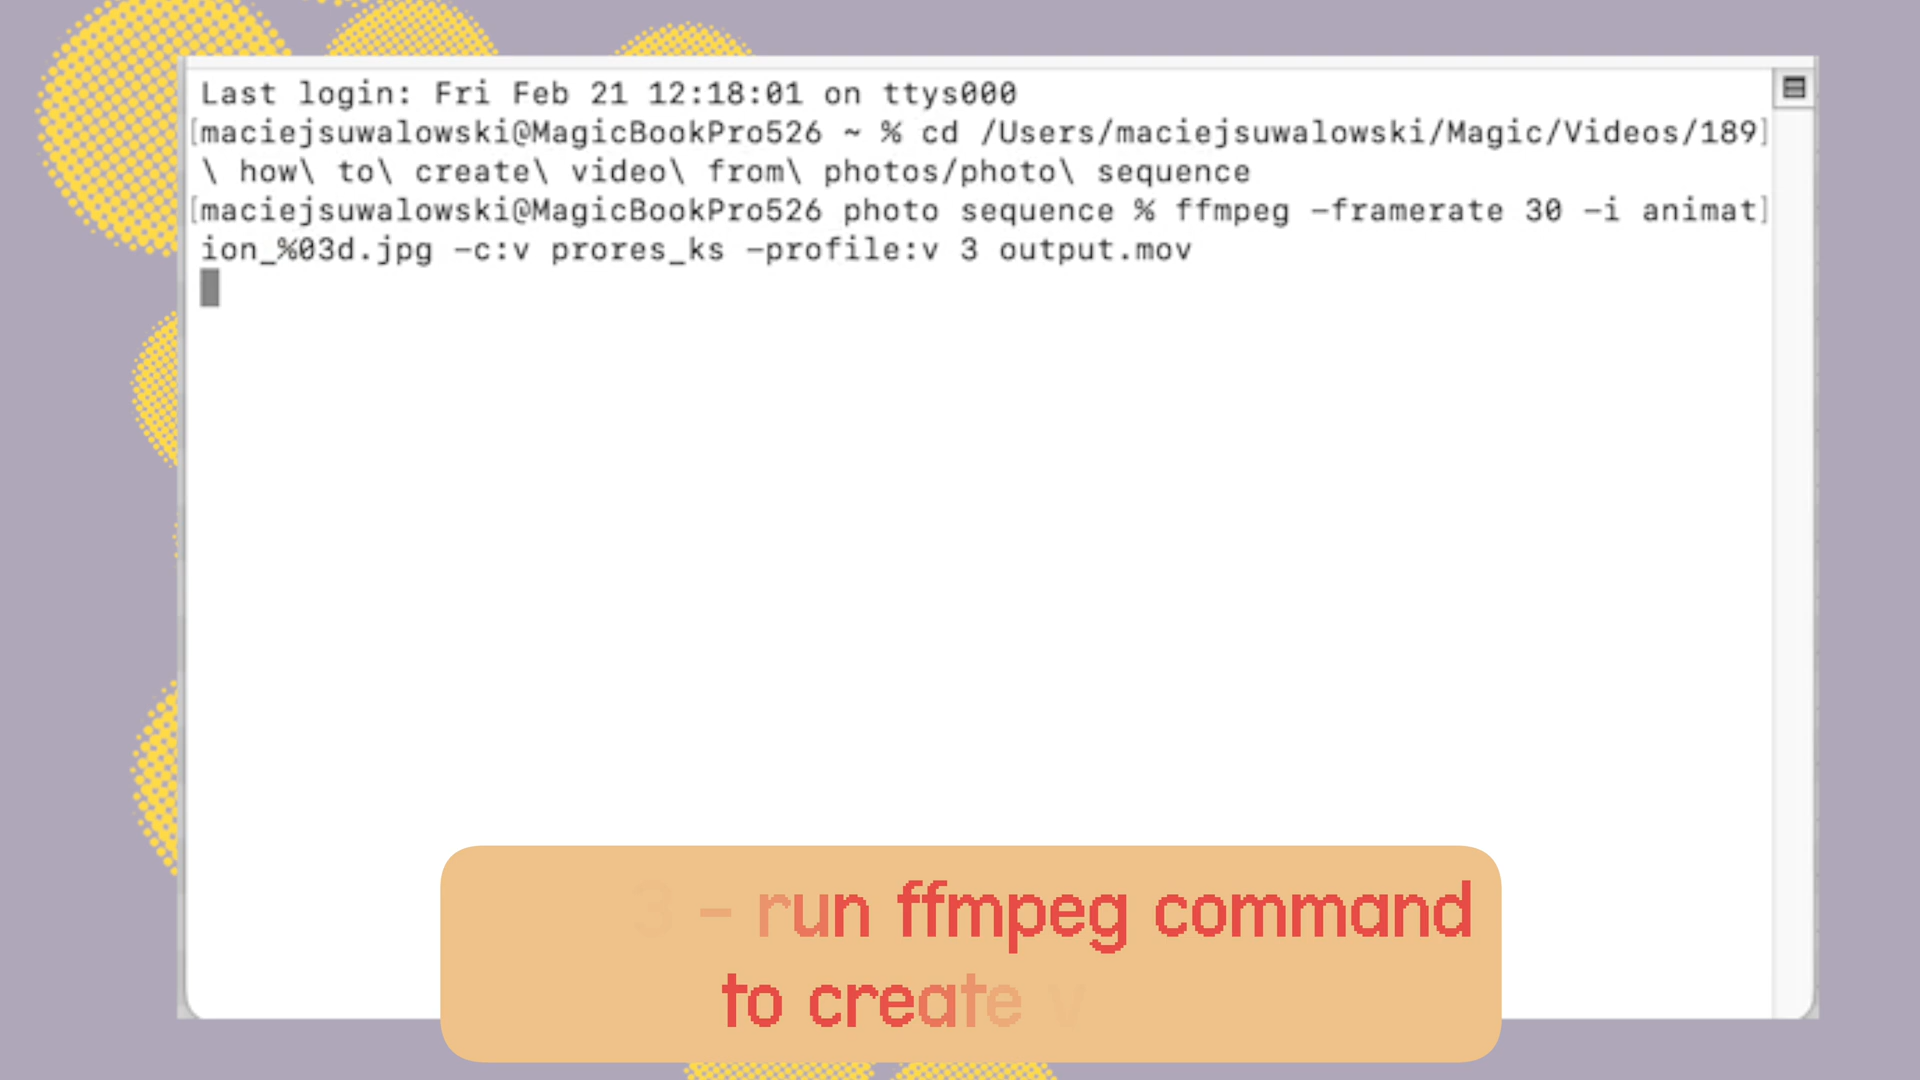 Last login: Fri Feb 21 12:18:01 on ttys000
[maciejsuwalowski@MagicBookPro526 ~ % cd /Users/maciejsuwalowski/Magic/Videos/189]
\ how\ to\ create\ video\ from\ photos/photo\ sequence
[maciejsuwalowski@MagicBookPro526 photo sequence % ffmpeg -framerate 30 -i animat]
ion_%03d.jpg -c:v prores_ks -profile:v 3 output.mov
3 - run ffmpeg command
to create v